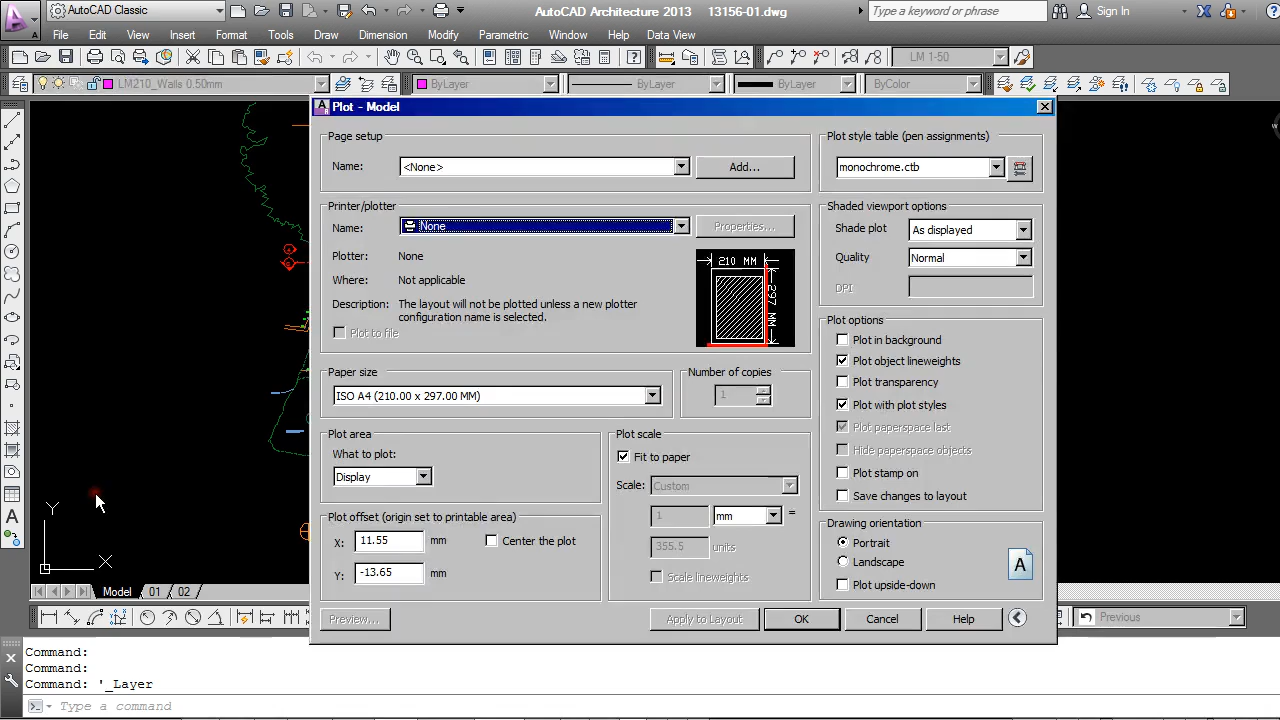 AutoCAD Classic
AutoCAD Architecture 2013 13156-01.dwg
Type a keyword or phrase
Sign In
File Edit View Insert Format Tools Draw Dimension Modify Parametric Window Help Data View
LM 1-50
LM210_Walls 0.50mm
ByLayer
ByLayer
ByLayer
ByColor
Plot - Model
Page setup
Name:
<None>
Add...
Printer/plotter
Name:
None
Properties...
Plotter:
None
Where:
Not applicable
Description:
The layout will not be plotted unless a new plotter
configuration name is selected.
Plot to file
210 MM
297 MM
Paper size
ISO A4 (210.00 x 297.00 MM)
Number of copies
1
Plot area
What to plot:
Display
Plot scale
Fit to paper
Scale:
Custom
1
mm
=
355.5
units
Scale lineweights
Plot offset (origin set to printable area)
X:
11.55
mm
Center the plot
Y:
-13.65
mm
Plot style table (pen assignments)
monochrome.ctb
Shaded viewport options
Shade plot
As displayed
Quality
Normal
DPI
Plot options
Plot in background
Plot object lineweights
Plot transparency
Plot with plot styles
Plot paperspace last
Hide paperspace objects
Plot stamp on
Save changes to layout
Drawing orientation
Portrait
Landscape
Plot upside-down
A
Preview...
Apply to Layout
OK
Cancel
Help
Y
X
Model 01 02
Previous
Command:
Command:
Command: '_Layer
Type a command